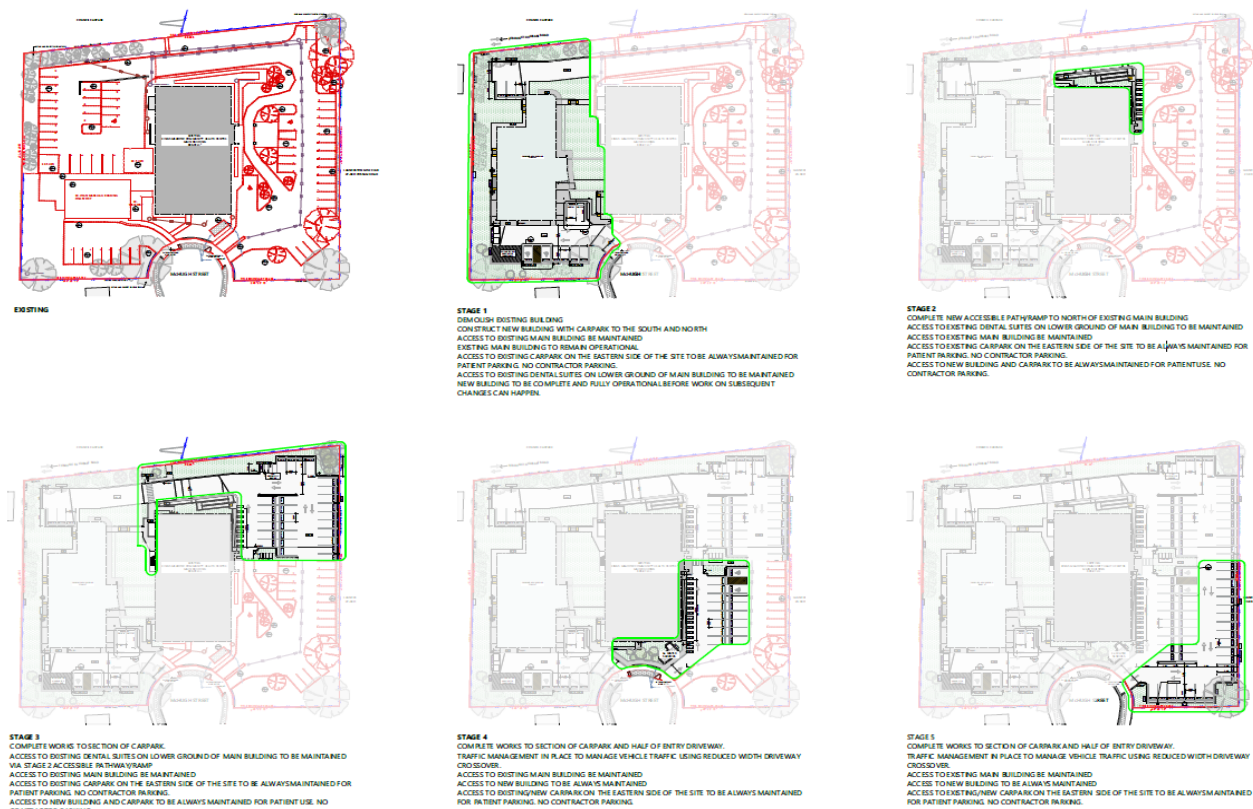 EXISTING
McHUGH STREET
STAGE 1
DEMOLISH EXISTING BUILDING
CONSTRUCT NEW BUILDING WITH CARPARK TO THE SOUTH AND NORTH
ACCESS TO EXISTING MAIN BUILDING BE MAINTAINED
EXISTING MAIN BUILDING TO REMAIN OPERATIONAL
ACCESS TO EXISTING CARPARK ON THE EASTERN SIDE OF THE SITE TO BE ALWAYS MAINTAINED FOR
PATIENT PARKING. NO CONTRACTOR PARKING.
ACCESS TO EXISTING DENTAL SUITES ON LOWER GROUND OF MAIN BUILDING TO BE MAINTAINED
NEW BUILDING TO BE COMPLETE AND FULLY OPERATIONAL BEFORE WORK ON SUBSEQUENT
CHANGES CAN HAPPEN.
STAGE 2
COMPLETE NEW ACCESSIBLE PATH/RAMP TO NORTH OF EXISTING MAIN BUILDING
ACCESS TO EXISTING DENTAL SUITES ON LOWER GROUND OF MAIN BUILDING TO BE MAINTAINED
ACCESS TO EXISTING MAIN BUILDING BE MAINTAINED
ACCESS TO EXISTING CARPARK ON THE EASTERN SIDE OF THE SITE TO BE ALWAYS MAINTAINED FOR
PATIENT PARKING. NO CONTRACTOR PARKING.
ACCESS TO NEW BUILDING AND CARPARK TO BE ALWAYS MAINTAINED FOR PATIENT USE. NO
CONTRACTOR PARKING.
STAGE 3
COMPLETE WORKS TO SECTION OF CARPARK.
ACCESS TO EXISTING DENTAL SUITES ON LOWER GROUND OF MAIN BUILDING TO BE MAINTAINED
VIA STAGE 2 ACCESSIBLE PATHWAY/RAMP
ACCESS TO EXISTING MAIN BUILDING BE MAINTAINED
ACCESS TO EXISTING CARPARK ON THE EASTERN SIDE OF THE SITE TO BE ALWAYS MAINTAINED FOR
PATIENT PARKING. NO CONTRACTOR PARKING.
ACCESS TO NEW BUILDING AND CARPARK TO BE ALWAYS MAINTAINED FOR PATIENT USE. NO
STAGE 4
COMPLETE WORKS TO SECTION OF CARPARK AND HALF OF ENTRY DRIVEWAY.
TRAFFIC MANAGEMENT IN PLACE TO MANAGE VEHICLE TRAFFIC USING REDUCED WIDTH DRIVEWAY
CROSSOVER.
ACCESS TO EXISTING MAIN BUILDING BE MAINTAINED
ACCESS TO NEW BUILDING TO BE ALWAYS MAINTAINED
ACCESS TO EXISTING/NEW CARPARK ON THE EASTERN SIDE OF THE SITE TO BE ALWAYS MAINTAINED
FOR PATIENT PARKING. NO CONTRACTOR PARKING.
STAGE 5
COMPLETE WORKS TO SECTION OF CARPARK AND HALF OF ENTRY DRIVEWAY.
TRAFFIC MANAGEMENT IN PLACE TO MANAGE VEHICLE TRAFFIC USING REDUCED WIDTH DRIVEWAY
CROSSOVER.
ACCESS TO EXISTING MAIN BUILDING BE MAINTAINED
ACCESS TO NEW BUILDING TO BE ALWAYS MAINTAINED
ACCESS TO EXISTING/NEW CARPARK ON THE EASTERN SIDE OF THE SITE TO BE ALWAYS MAINTAINED
FOR PATIENT PARKING. NO CONTRACTOR PARKING.